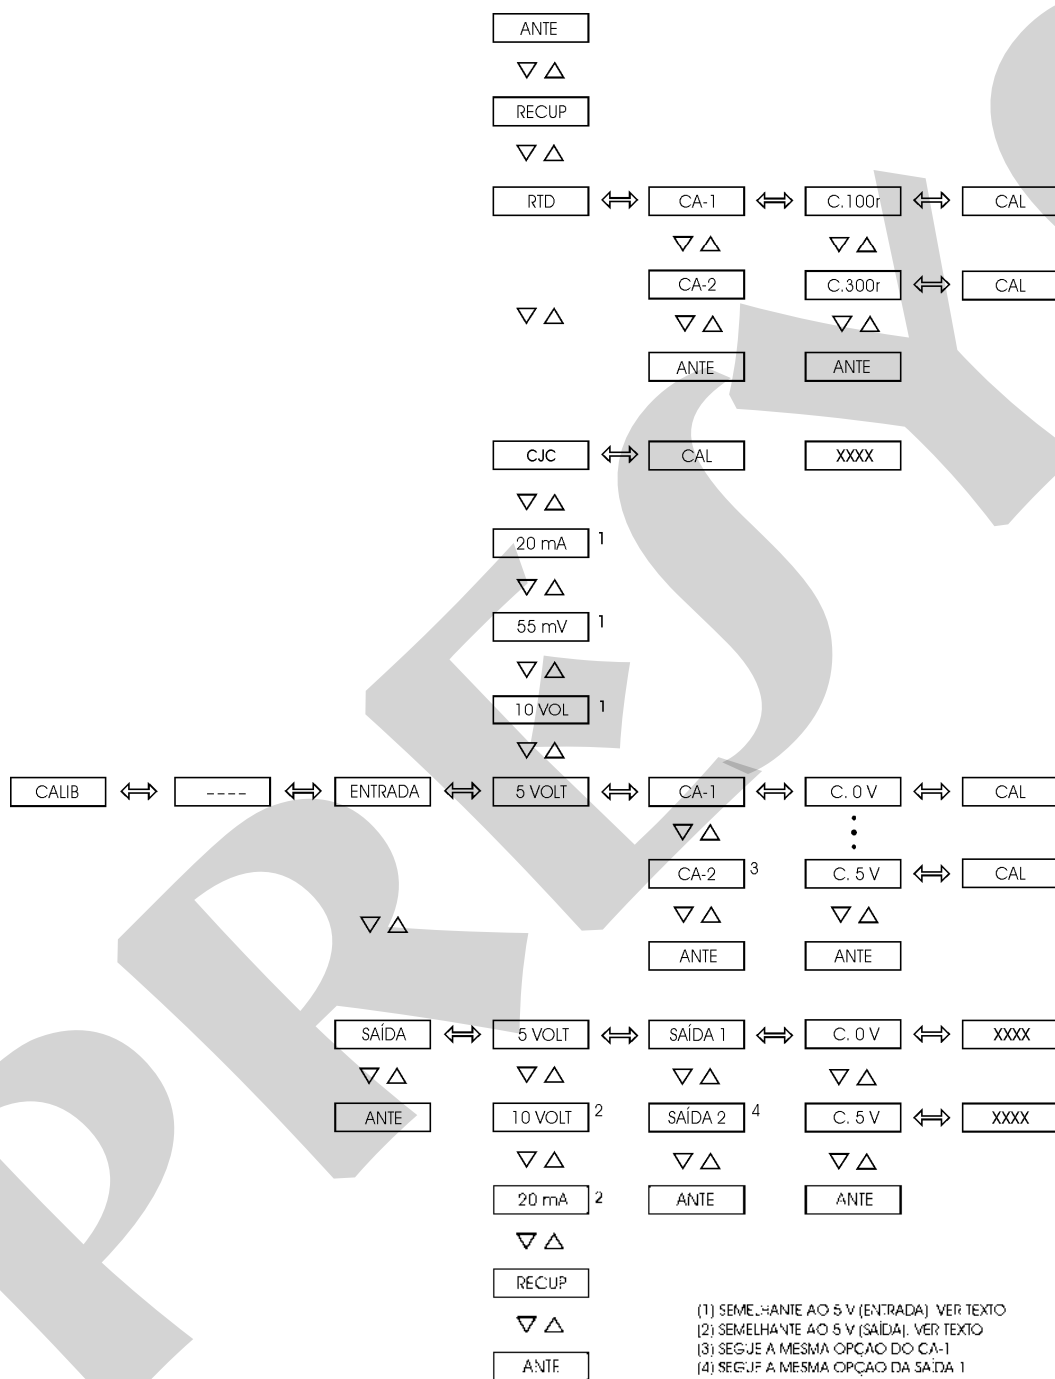 ANTE
RECUP
RTD CA-1 C.100r CAL
CA-2 C.300r CAL
ANTE ANTE
CJC CAL XXXX
20 mA 1
55 mV 1
10 VOL 1
CALIB ---- ENTRADA 5 VOLT CA-1 C. 0 V CAL
CA-2 3 C. 5 V CAL
ANTE ANTE
SAÍDA 5 VOLT SAÍDA 1 C. 0 V XXXX
ANTE 10 VOLT 2 SAÍDA 2 4 C. 5 V XXXX
20 mA 2 ANTE ANTE
RECUP
ANTE
(1) SEMELHANTE AO 5 V (ENTRADA). VER TEXTO
(2) SEMELHANTE AO 5 V (SAÍDA). VER TEXTO
(3) SEGUE A MESMA OPÇAO DO CA-1
(4) SEGUE A MESMA OPÇAO DA SAÍDA 1
PRESYS